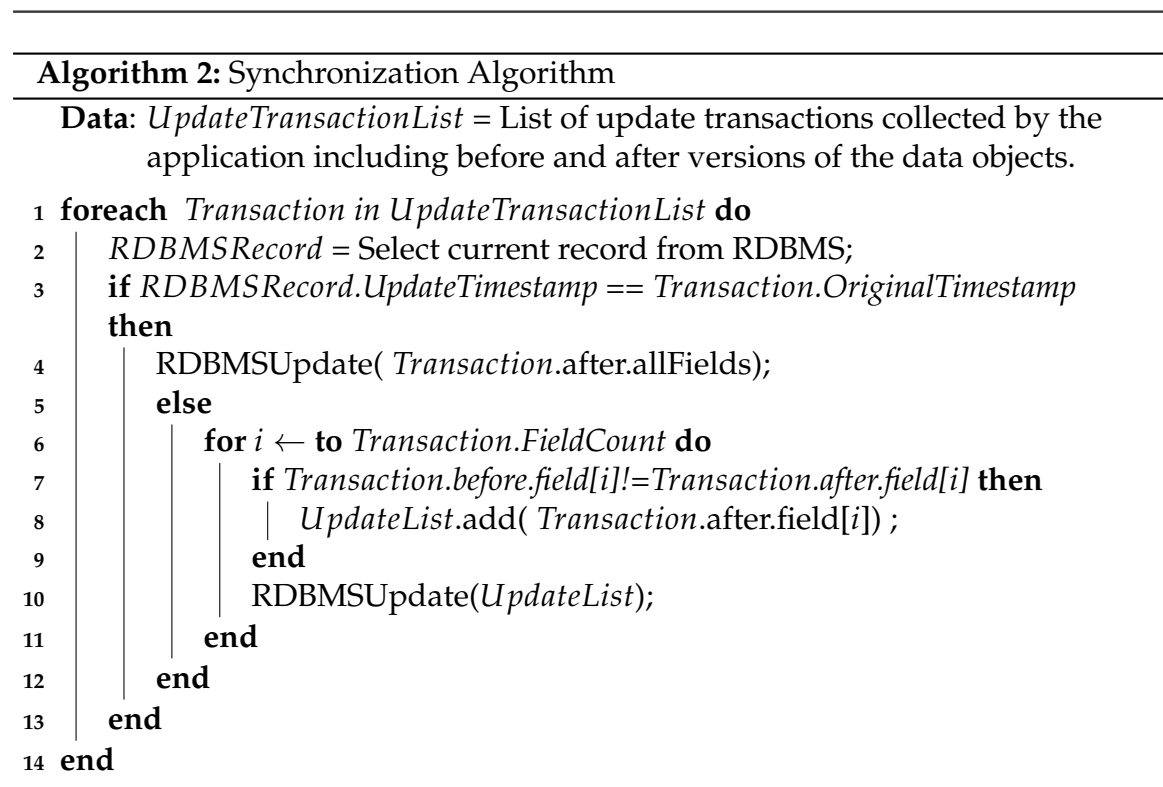 Algorithm 2: Synchronization Algorithm
Data: UpdateTransactionList = List of update transactions collected by the
application including before and after versions of the data objects.
1 foreach Transaction in UpdateTransactionList do
2 RDBMSRecord = Select current record from RDBMS;
3 if RDBMSRecord.UpdateTimestamp == Transaction.OriginalTimestamp
then
4 RDBMSUpdate( Transaction.after.allFields);
5 else
6 for i ← to Transaction.FieldCount do
7 if Transaction.before.field[i]!=Transaction.after.field[i] then
8 UpdateList.add( Transaction.after.field[i]) ;
9 end
10 RDBMSUpdate(UpdateList);
11 end
12 end
13 end
14 end